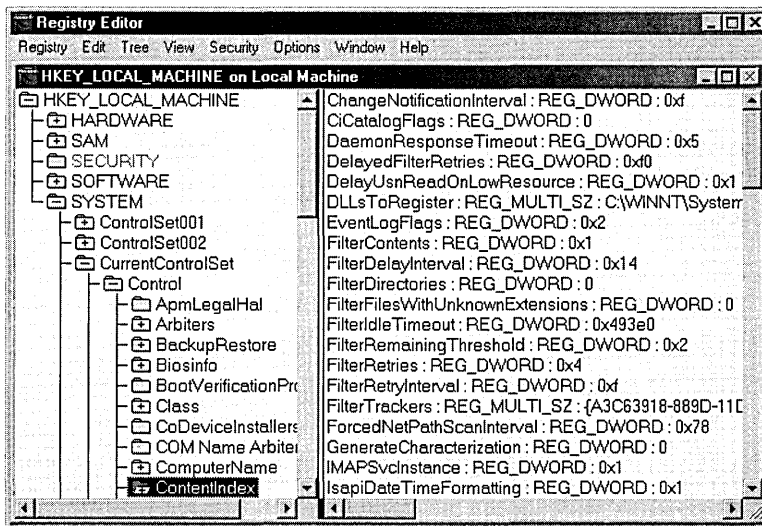 Registry Editor
Registry Edit Tree View Security Options Window Help
HKEY_LOCAL_MACHINE on Local Machine
HKEY_LOCAL_MACHINE
HARDWARE
SAM
SECURITY
SOFTWARE
SYSTEM
ControlSet001
ControlSet002
CurrentControlSet
Control
ApmLegalHal
Arbiters
BackupRestore
Biosinfo
BootVerificationPro
Class
CoDeviceInstallers
COM Name Arbiter
ComputerName
ContentIndex
ChangeNotificationInterval : REG_DWORD : 0xf
CiCatalogFlags : REG_DWORD : 0
DaemonResponseTimeout : REG_DWORD : 0x5
DelayedFilterRetries : REG_DWORD : 0xf0
DelayUsnReadOnLowResource : REG_DWORD : 0x1
DLLsToRegister : REG_MULTI_SZ : C:\WINNT\System
EventLogFlags : REG_DWORD : 0x2
FilterContents : REG_DWORD : 0x1
FilterDelayInterval : REG_DWORD : 0x14
FilterDirectories : REG_DWORD : 0
FilterFilesWithUnknownExtensions : REG_DWORD : 0
FilterIdleTimeout : REG_DWORD : 0x493e0
FilterRemainingThreshold : REG_DWORD : 0x2
FilterRetries : REG_DWORD : 0x4
FilterRetryInterval : REG_DWORD : 0xf
FilterTrackers : REG_MULTI_SZ : {A3C63918-889D-11D
ForcedNetPathScanInterval : REG_DWORD : 0x78
GenerateCharacterization : REG_DWORD : 0
IMAPSvcInstance : REG_DWORD : 0x1
IsapiDateTimeFormatting : REG_DWORD : 0x1